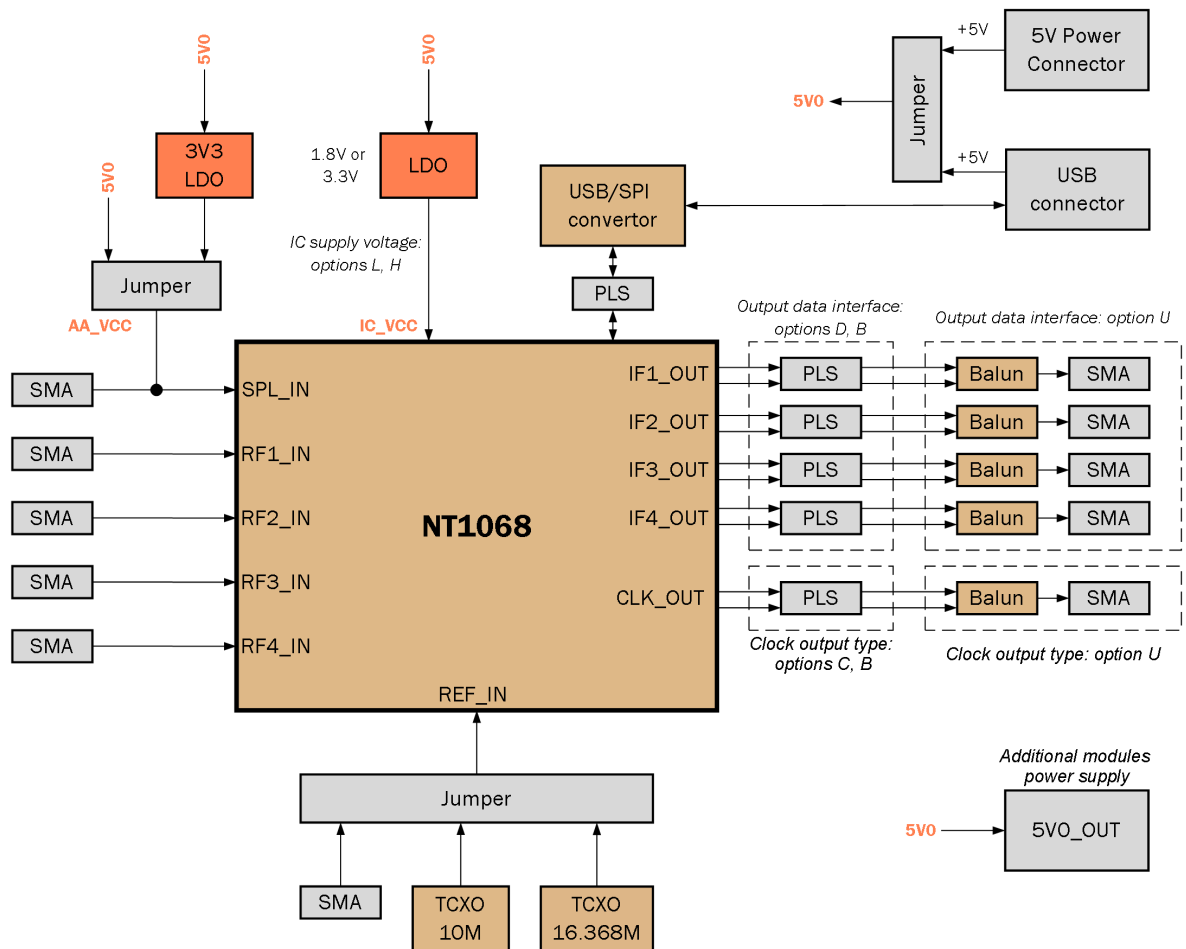 5V0
5V0
+5V
5V Power
Connector
Jumper
5V0
3V3
LDO
1.8V or
3.3V
LDO
5V0
+5V
USB
connector
USB/SPI
convertor
IC supply voltage:
options L, H
Jumper
PLS
AA_VCC
IC_VCC
Output data interface:
options D, B
Output data interface: option U
SMA
SPL_IN
IF1_OUT
PLS
Balun
SMA
IF2_OUT
PLS
Balun
SMA
SMA
RF1_IN
IF3_OUT
PLS
Balun
SMA
SMA
RF2_IN
NT1068
IF4_OUT
PLS
Balun
SMA
SMA
RF3_IN
CLK_OUT
PLS
Balun
SMA
SMA
RF4_IN
Clock output type:
options C, B
Clock output type: option U
REF_IN
Jumper
SMA
TCXO
10M
TCXO
16.368M
Additional modules
power supply
5V0
5V0_OUT